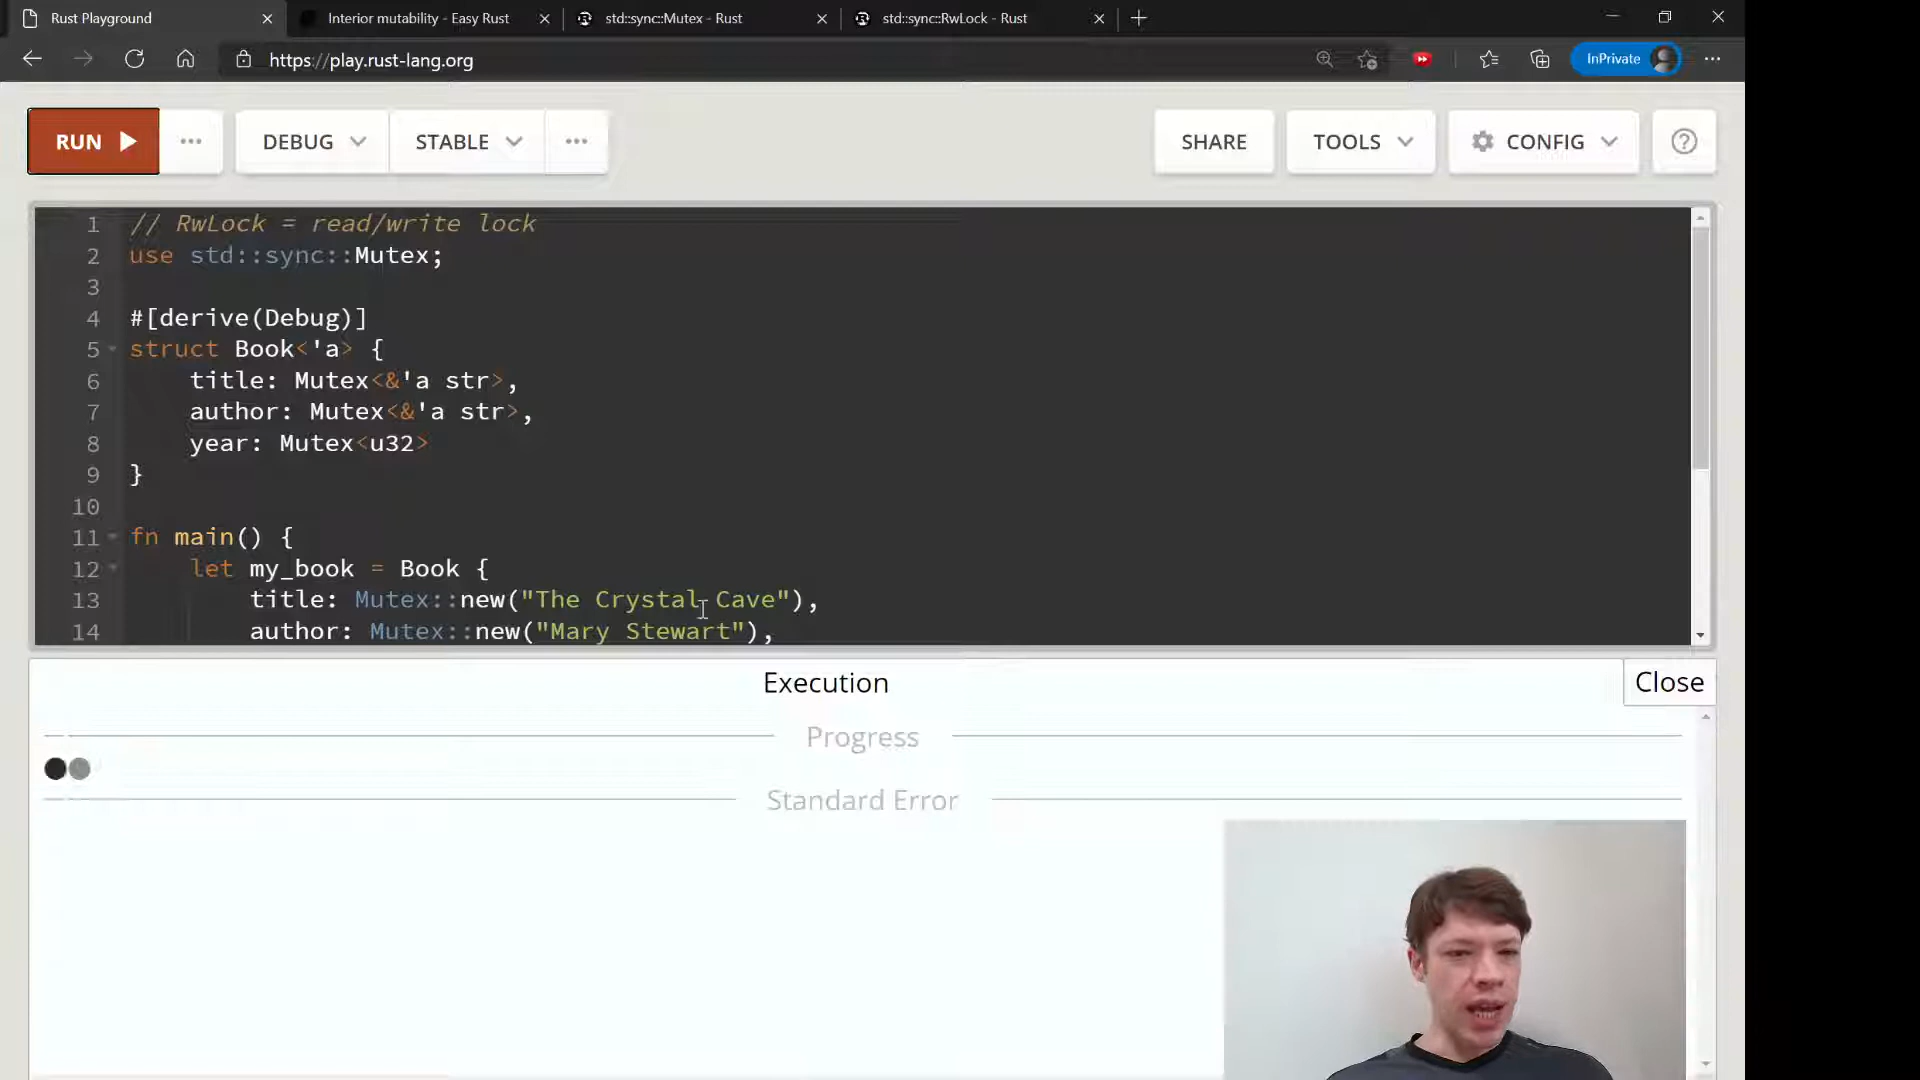 Rust Playground
Interior mutability - Easy Rust
std::sync::Mutex - Rust
std::sync::RwLock - Rust
https://play.rust-lang.org
InPrivate
RUN
DEBUG
STABLE
SHARE
TOOLS
CONFIG
1 // RwLock = read/write lock
2 use std::sync::Mutex;
3
4 #[derive(Debug)]
5 struct Book<'a> {
6 title: Mutex<&'a str>,
7 author: Mutex<&'a str>,
8 year: Mutex<u32>
9 }
10
11 fn main() {
12 let my_book = Book {
13 title: Mutex::new("The Crystal Cave"),
14 author: Mutex::new("Mary Stewart"),
Execution
Close
Progress
Standard Error